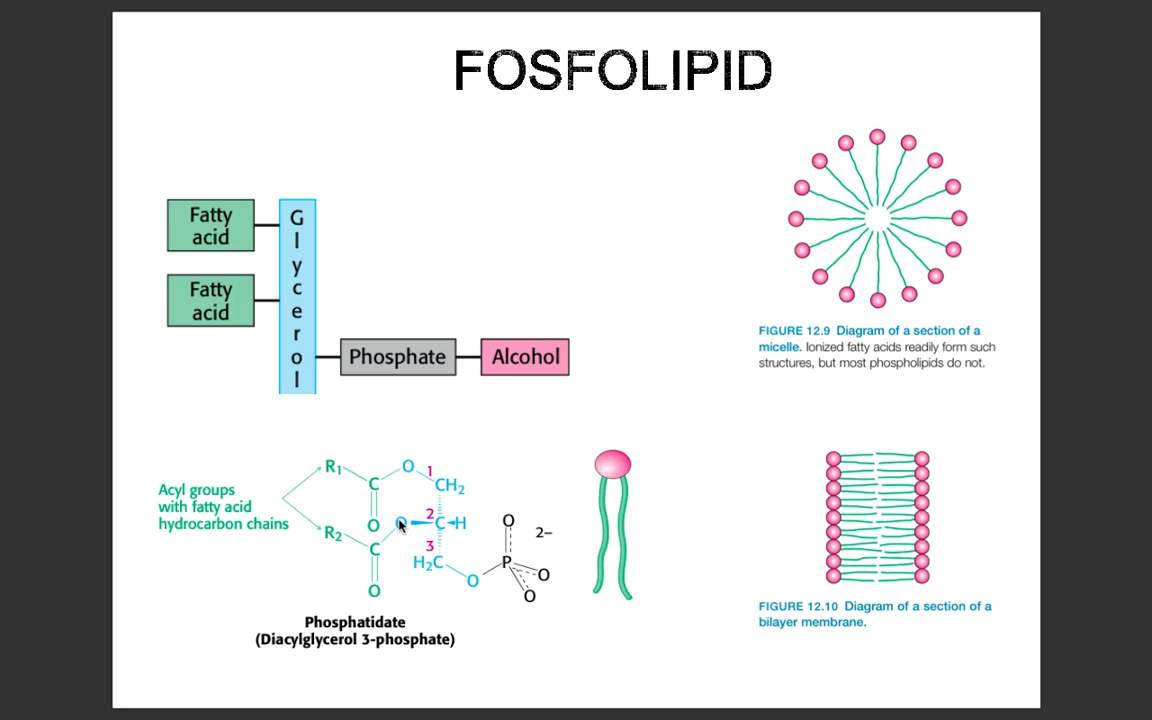 FOSFOLIPID
Fatty
acid
Fatty
acid
G
l
y
c
e
r
o
l
Phosphate
Alcohol
FIGURE 12.9 Diagram of a section of a
micelle. Ionized fatty acids readily form such
structures, but most phospholipids do not.
Acyl groups
with fatty acid
hydrocarbon chains
R1
C
O
O
1
CH2
R2
C
O
O
2
C
H
3
H2C
O
P
O
O
O
2–
Phosphatidate
(Diacylglycerol 3-phosphate)
FIGURE 12.10 Diagram of a section of a
bilayer membrane.